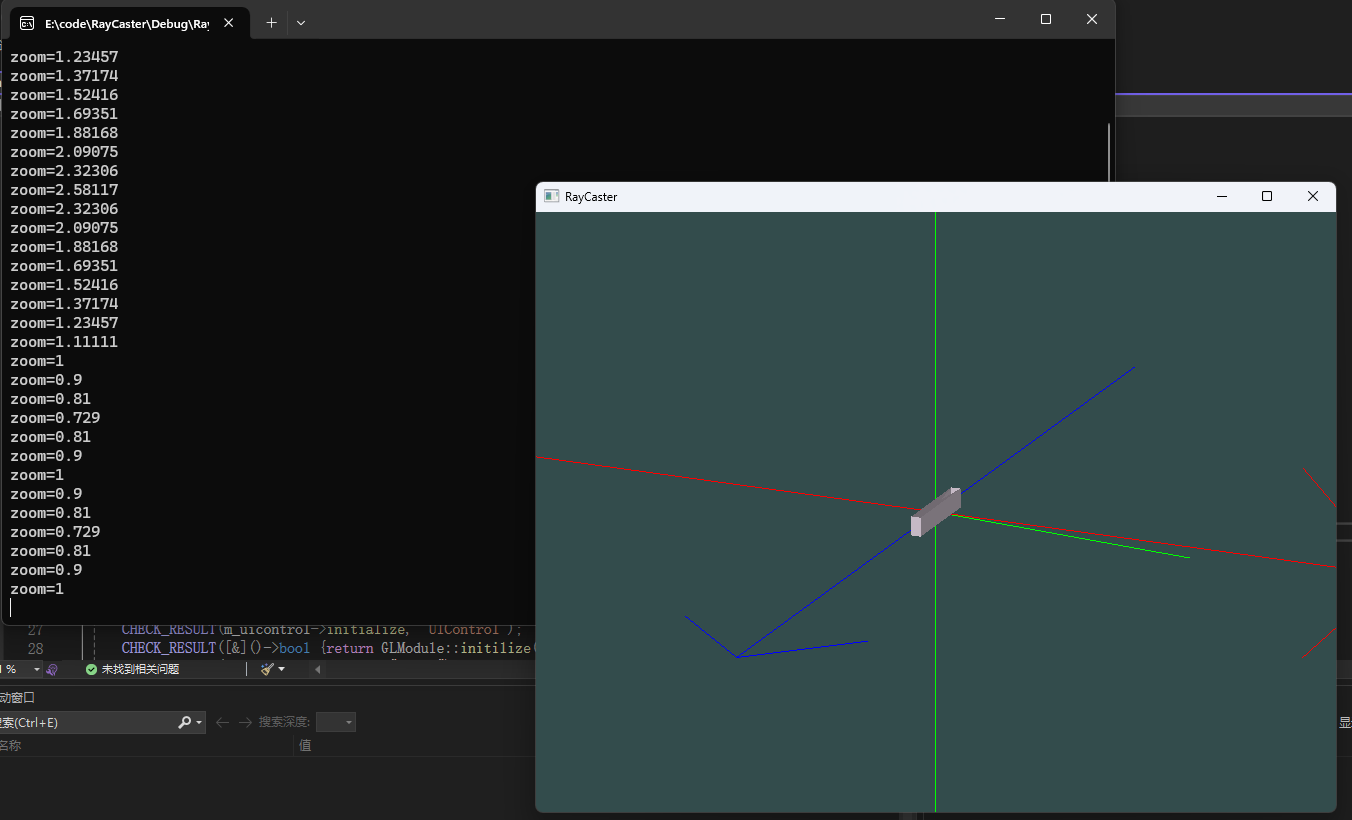 E:\code\RayCaster\Debug\Ray
zoom=1.23457
zoom=1.37174
zoom=1.52416
zoom=1.69351
zoom=1.88168
zoom=2.09075
zoom=2.32306
zoom=2.58117
zoom=2.32306
zoom=2.09075
zoom=1.88168
zoom=1.69351
zoom=1.52416
zoom=1.37174
zoom=1.23457
zoom=1.11111
zoom=1
zoom=0.9
zoom=0.81
zoom=0.729
zoom=0.81
zoom=0.9
zoom=1
zoom=0.9
zoom=0.81
zoom=0.729
zoom=0.81
zoom=0.9
zoom=1
RayCaster
27 CHECK_RESULT(m_uicontrol->initialize, "UIControl");
28 CHECK_RESULT([&]()->bool {return GLModule::initilize(
% 未找到相关问题
动窗口
索(Ctrl+E) 搜索深度:
名称 值
显